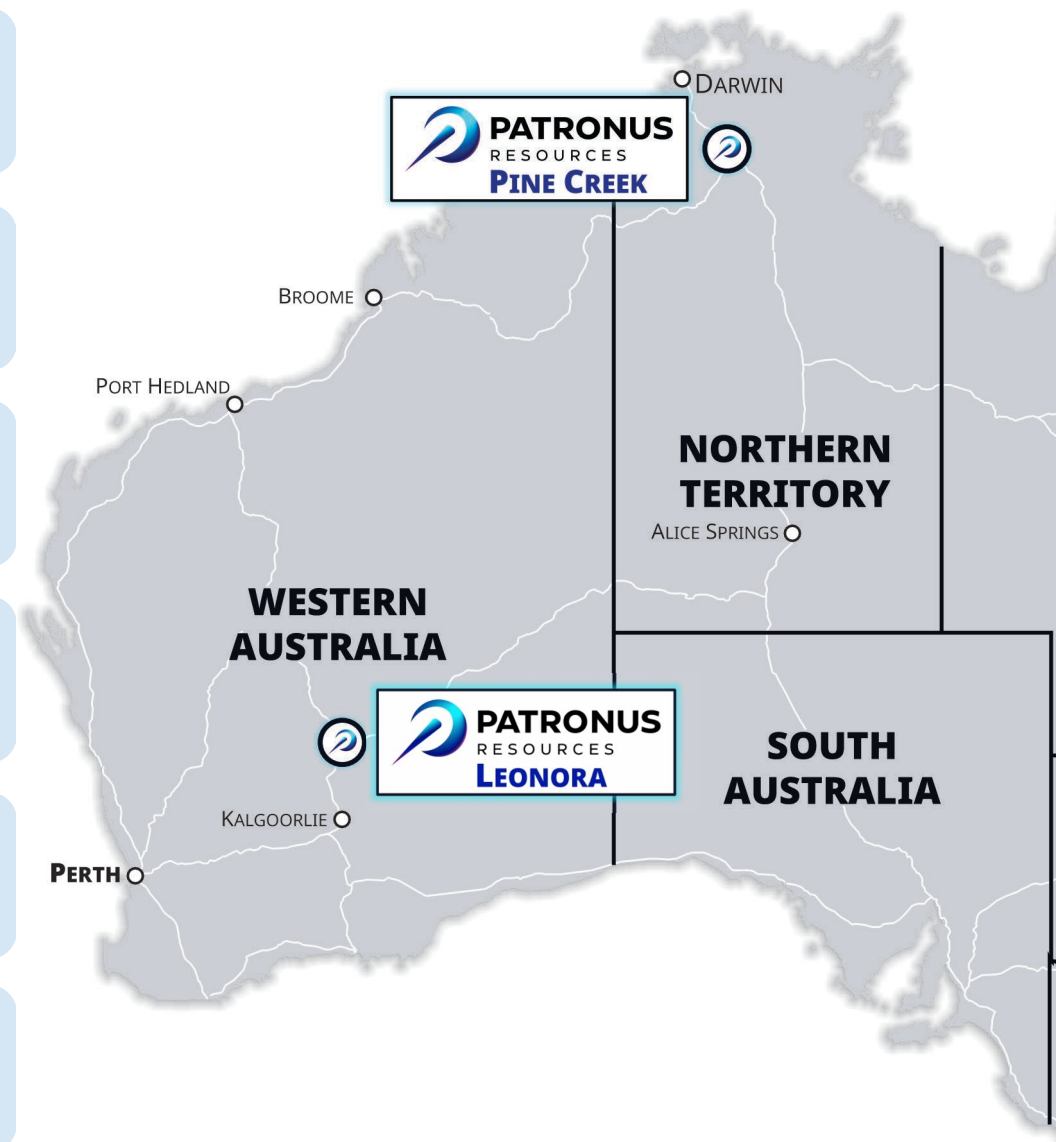 DARWIN
PATRONUS
RESOURCES
PINE CREEK
BROOME
PORT HEDLAND
NORTHERN
TERRITORY
ALICE SPRINGS
WESTERN
AUSTRALIA
PATRONUS
RESOURCES
LEONORA
SOUTH
AUSTRALIA
KALGOORLIE
PERTH